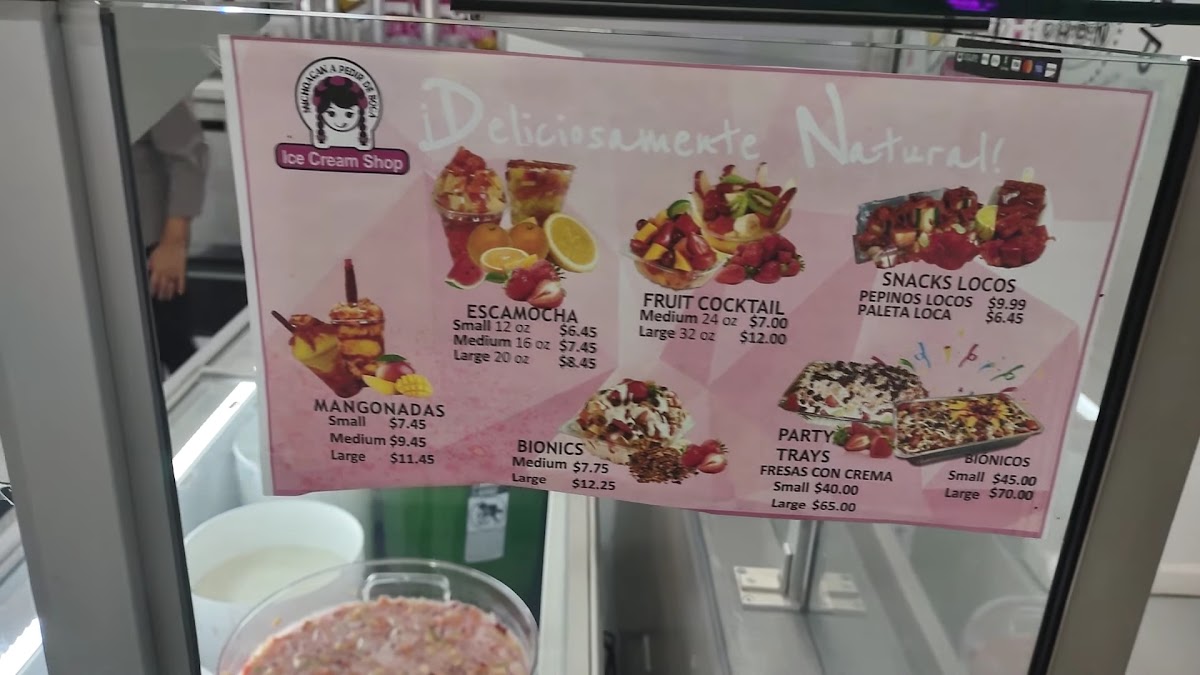 MICHOACAN A PEDIR DE BOCA
Ice Cream Shop
¡Deliciosamente Natural!
ESCAMOCHA
Small 12 oz $6.45
Medium 16 oz $7.45
Large 20 oz $8.45
FRUIT COCKTAIL
Medium 24 oz $7.00
Large 32 oz $12.00
SNACKS LOCOS
PEPINOS LOCOS $9.99
PALETA LOCA $6.45
MANGONADAS
Small $7.45
Medium $9.45
Large $11.45
BIONICS
Medium $7.75
Large $12.25
PARTY
TRAYS
FRESAS CON CREMA
Small $40.00
Large $65.00
BIONICOS
Small $45.00
Large $70.00